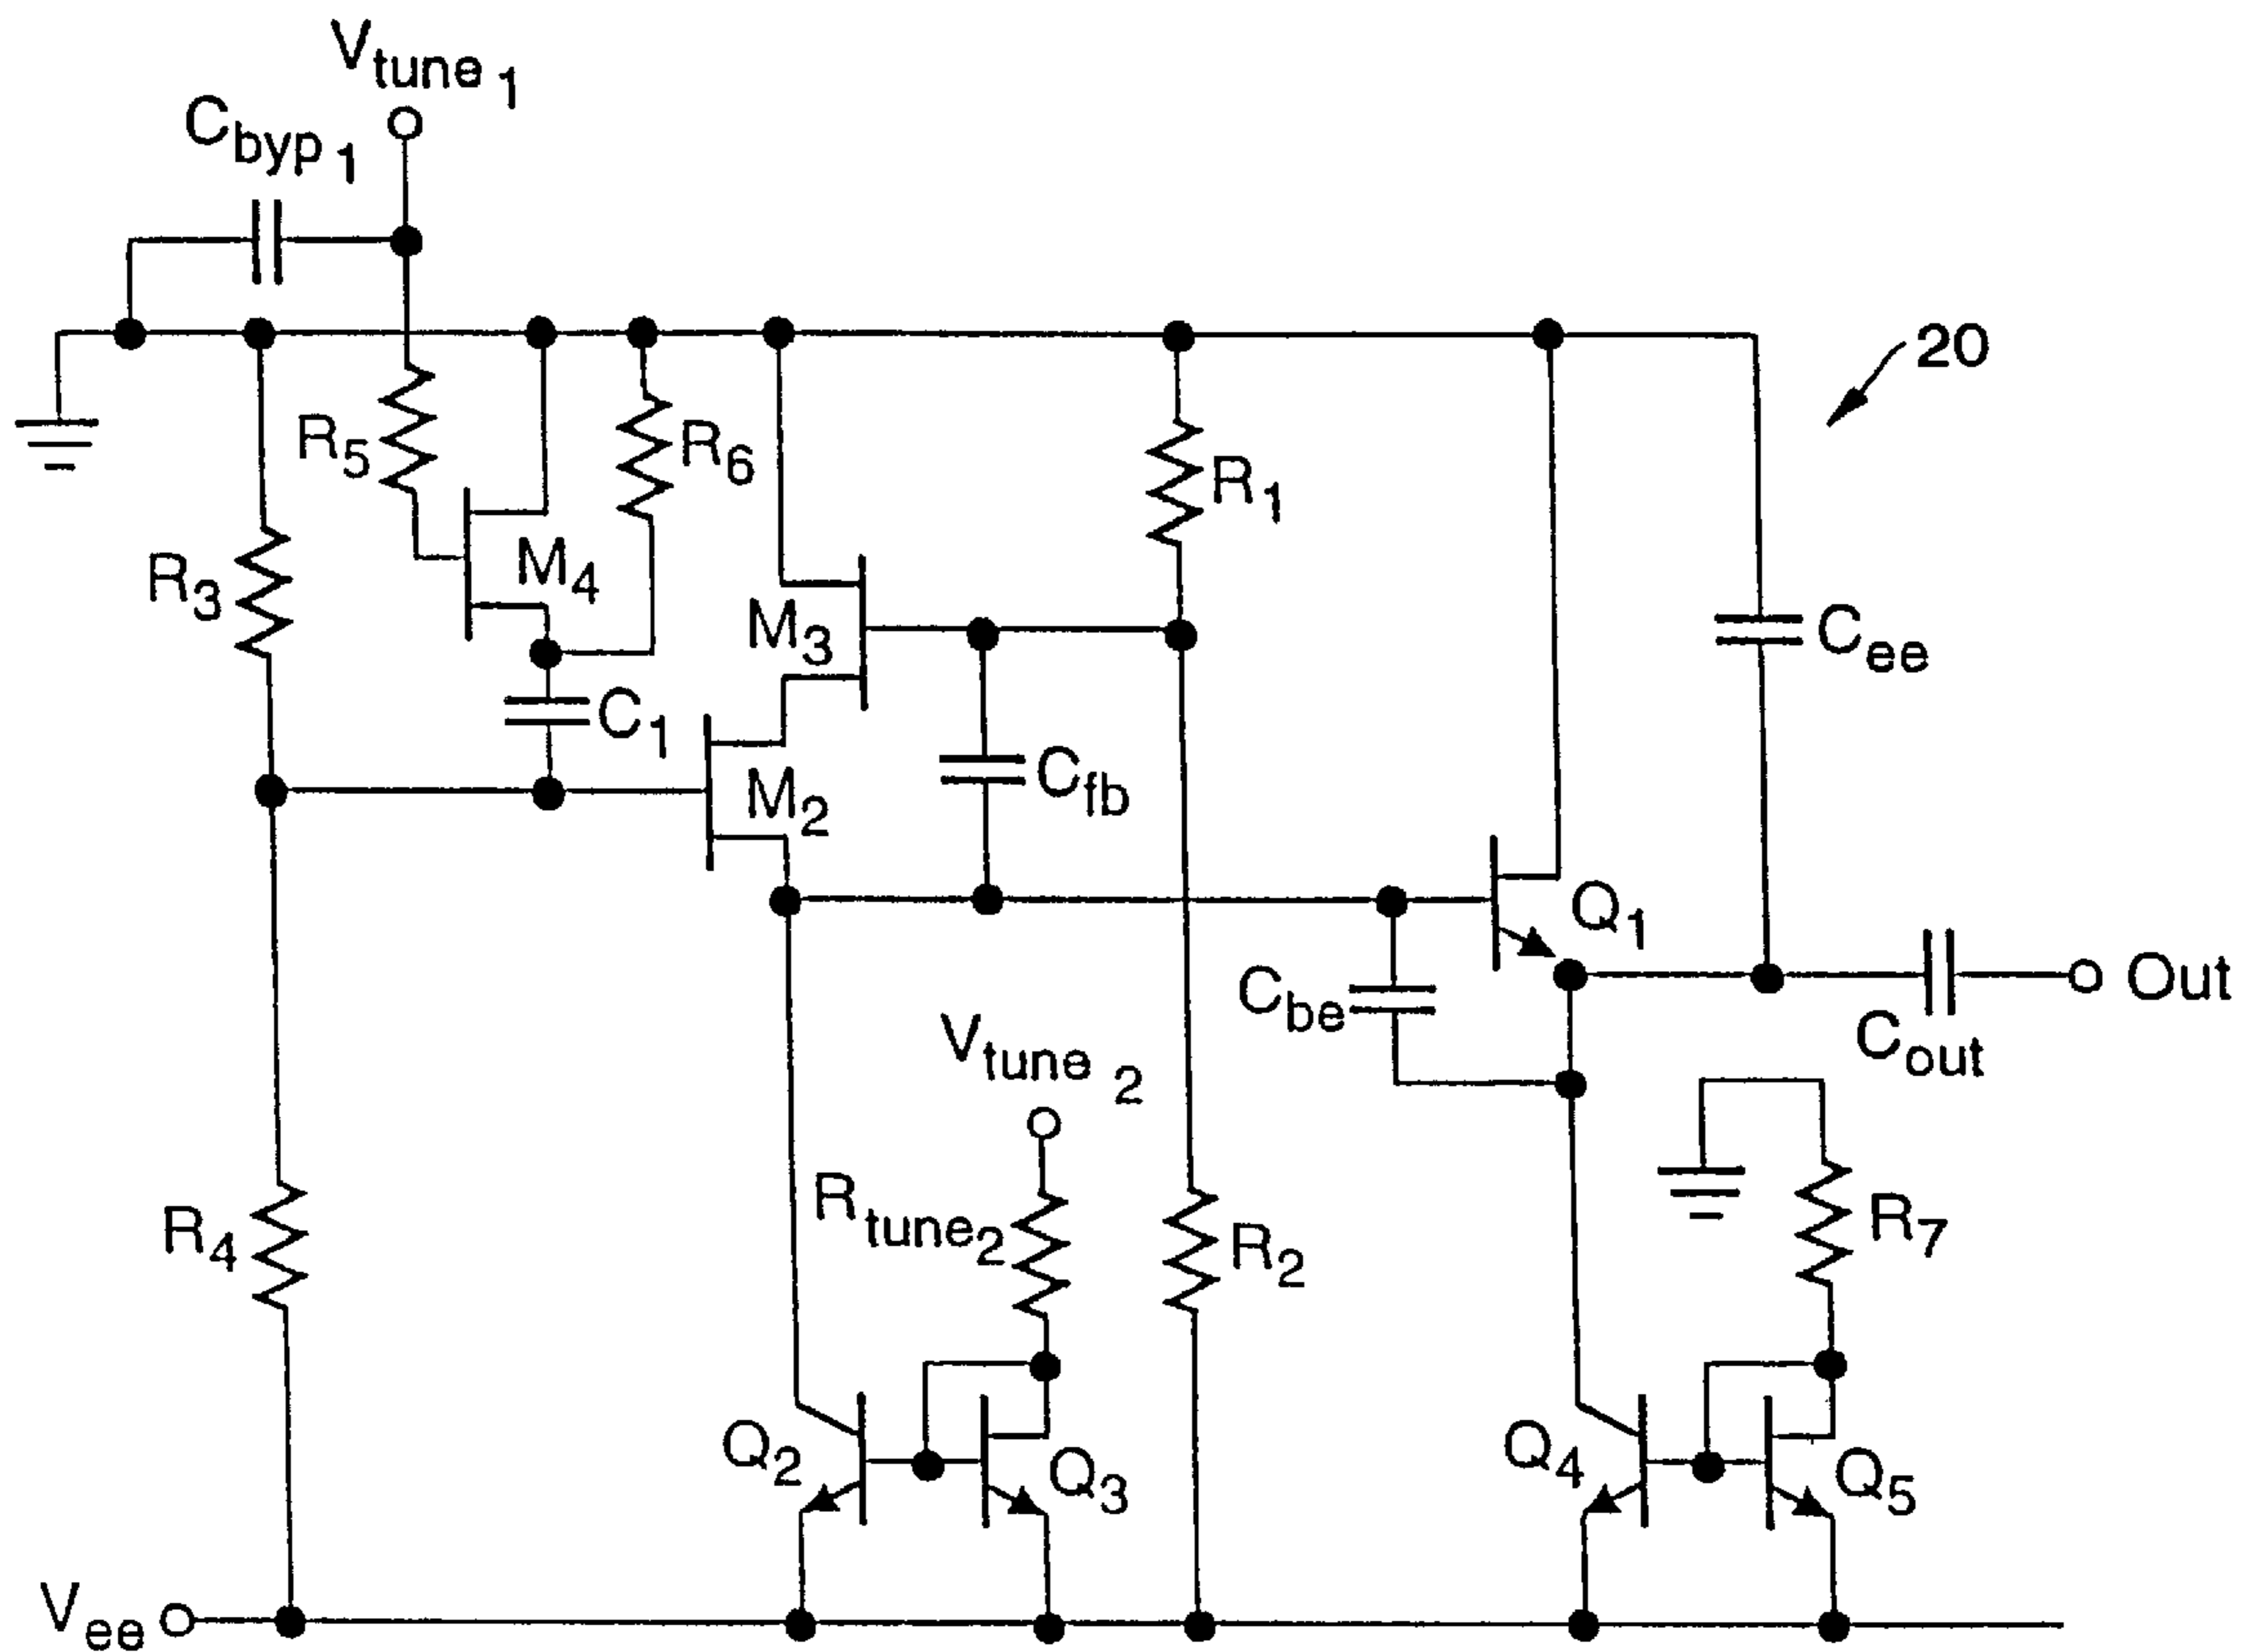 Vtune 1
Cbyp 1
20
R5
R6
R1
R3
M4
M3
Cee
C1
M2
Cfb
Q1
Cbe
Out
Cout
Vtune 2
Rtune2
R4
R2
R7
Q2
Q3
Q4
Q5
Vee